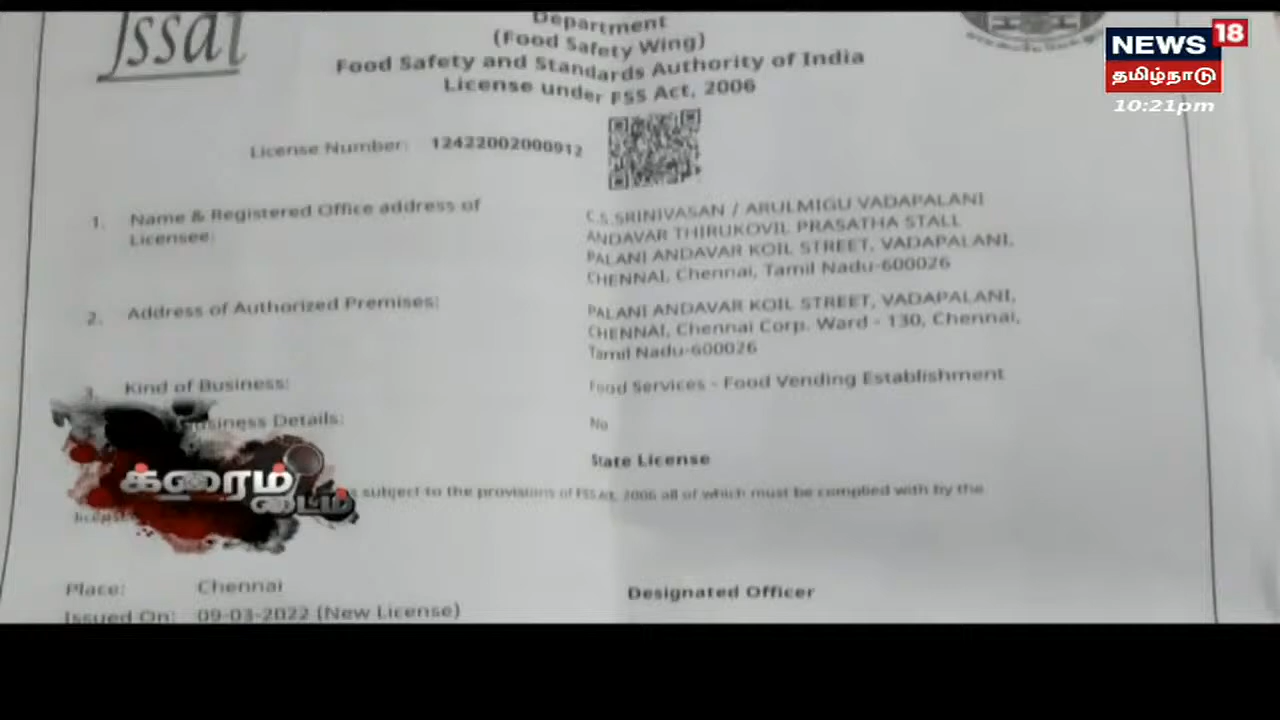 fssai
Department
(Food Safety Wing)
Food Safety and Standards Authority of India
License under FSS Act, 2006
NEWS 18
தமிழ்நாடு
10:21pm
License Number: 12422002000912
1. Name & Registered Office address of
Licensee:
C.S.SRINIVASAN / ARULMIGU VADAPALANI
ANDAVAR THIRUKOVIL PRASATHA STALL
PALANI ANDAVAR KOIL STREET, VADAPALANI,
CHENNAI, Chennai, Tamil Nadu-600026
2. Address of Authorized Premises:
PALANI ANDAVAR KOIL STREET, VADAPALANI,
CHENNAI, Chennai Corp. Ward - 130, Chennai,
Tamil Nadu-600026
3. Kind of Business:
Food Services - Food Vending Establishment
Business Details:
No
State License
க்ரைம்
டைம்
subject to the provisions of FSS Act, 2006 all of which must be complied with by the
Place: Chennai
Designated Officer
Issued On: 09-03-2022 (New License)